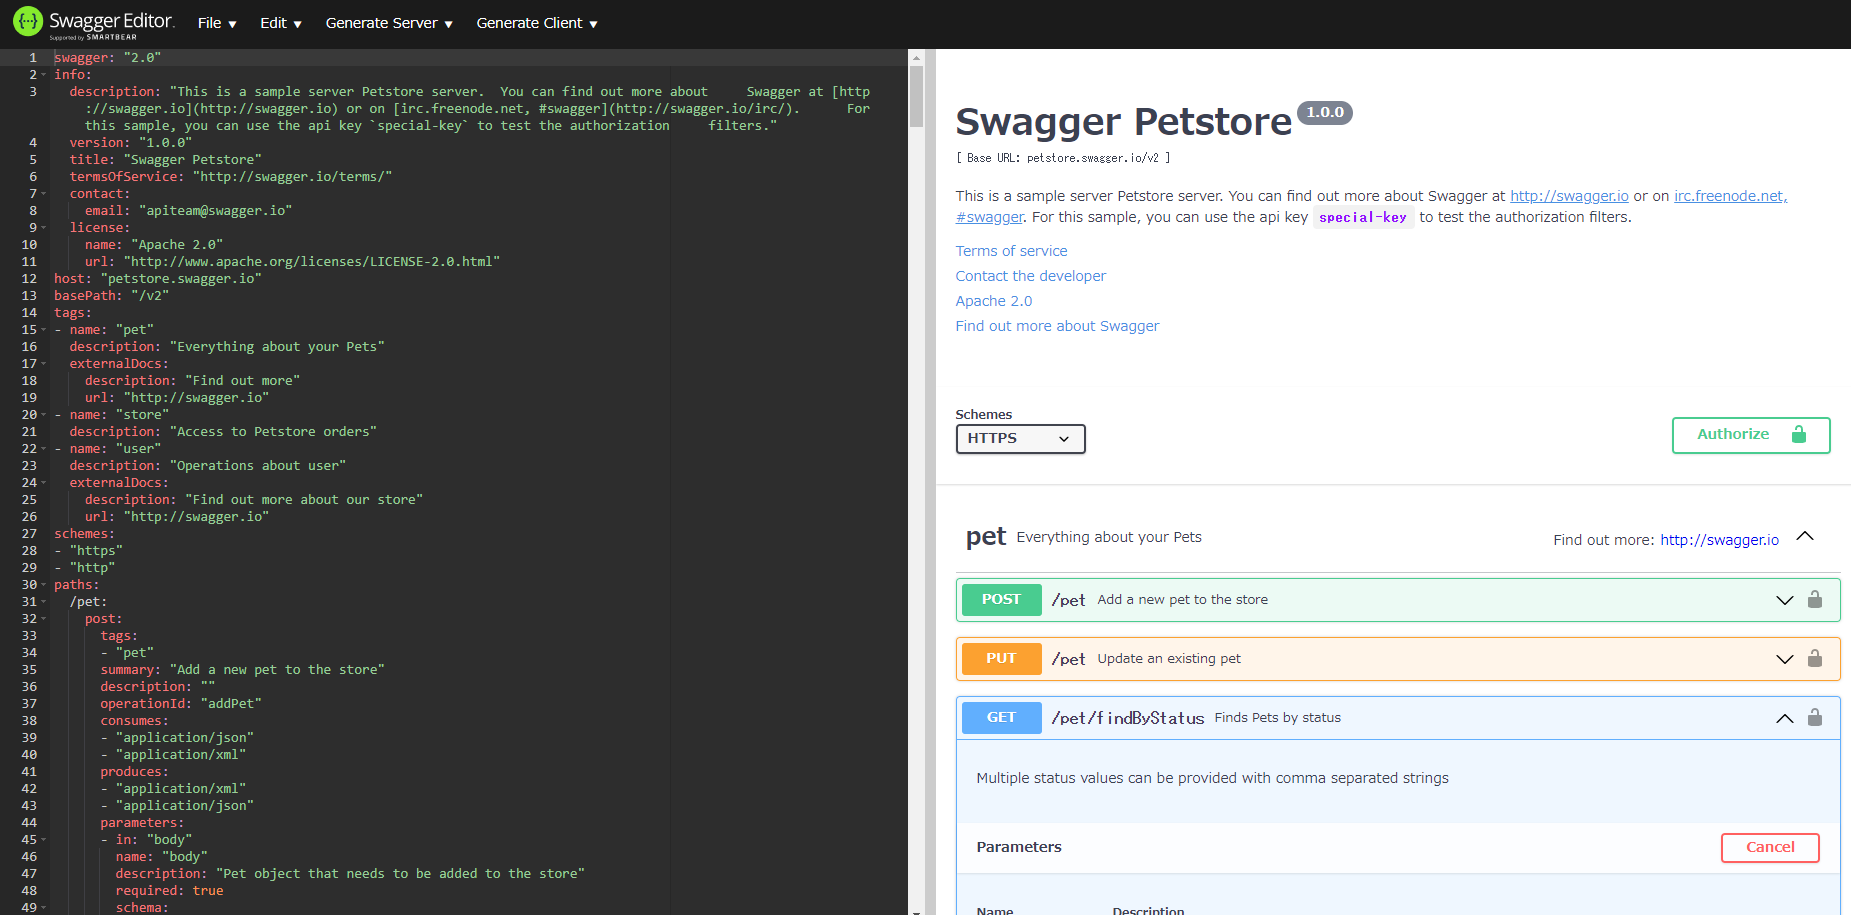 Swagger Editor.
Supported by SMARTBEAR
File ▼
Edit ▼
Generate Server ▼
Generate Client ▼
1 swagger: "2.0"
2 info:
3 description: "This is a sample server Petstore server.  You can find out more about     Swagger at [http
://swagger.io](http://swagger.io) or on [irc.freenode.net, #swagger](http://swagger.io/irc/).      For
this sample, you can use the api key `special-key` to test the authorization     filters."
4 version: "1.0.0"
5 title: "Swagger Petstore"
6 termsOfService: "http://swagger.io/terms/"
7 contact:
8 email: "apiteam@swagger.io"
9 license:
10 name: "Apache 2.0"
11 url: "http://www.apache.org/licenses/LICENSE-2.0.html"
12 host: "petstore.swagger.io"
13 basePath: "/v2"
14 tags:
15 - name: "pet"
16 description: "Everything about your Pets"
17 externalDocs:
18 description: "Find out more"
19 url: "http://swagger.io"
20 - name: "store"
21 description: "Access to Petstore orders"
22 - name: "user"
23 description: "Operations about user"
24 externalDocs:
25 description: "Find out more about our store"
26 url: "http://swagger.io"
27 schemes:
28 - "https"
29 - "http"
30 paths:
31 /pet:
32 post:
33 tags:
34 - "pet"
35 summary: "Add a new pet to the store"
36 description: ""
37 operationId: "addPet"
38 consumes:
39 - "application/json"
40 - "application/xml"
41 produces:
42 - "application/xml"
43 - "application/json"
44 parameters:
45 - in: "body"
46 name: "body"
47 description: "Pet object that needs to be added to the store"
48 required: true
49 schema:
Swagger Petstore 1.0.0
[ Base URL: petstore.swagger.io/v2 ]
This is a sample server Petstore server. You can find out more about Swagger at http://swagger.io or on irc.freenode.net,
#swagger. For this sample, you can use the api key special-key to test the authorization filters.
Terms of service
Contact the developer
Apache 2.0
Find out more about Swagger
Schemes
HTTPS
Authorize
pet Everything about your Pets
Find out more: http://swagger.io
POST /pet Add a new pet to the store
PUT /pet Update an existing pet
GET /pet/findByStatus Finds Pets by status
Multiple status values can be provided with comma separated strings
Parameters
Cancel
Name Description